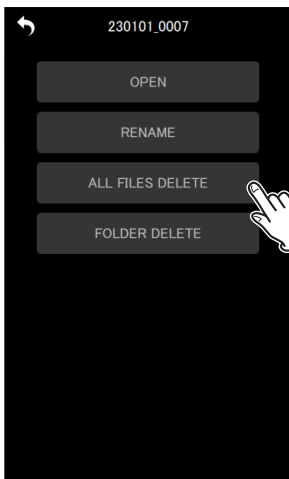 230101_0007
OPEN
RENAME
ALL FILES DELETE
FOLDER DELETE